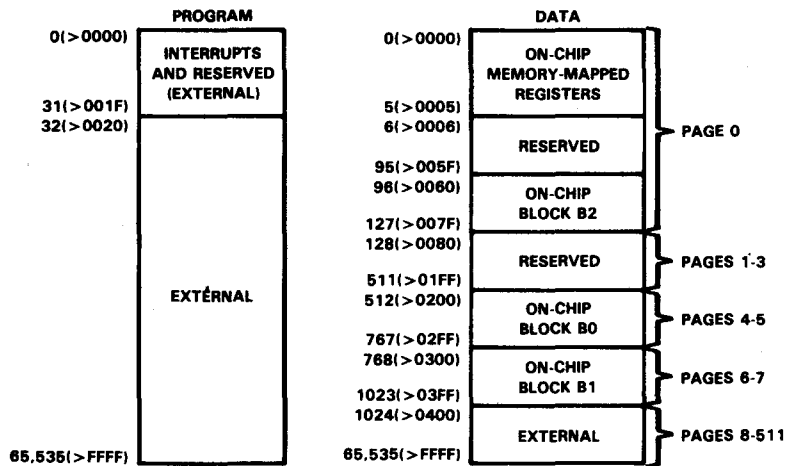 PROGRAM
0(>0000)
INTERRUPTS
AND RESERVED
(EXTERNAL)
31(>001F)
32(>0020)
EXTERNAL
65,535(>FFFF)
DATA
0(>0000)
ON-CHIP
MEMORY-MAPPED
REGISTERS
5(>0005)
6(>0006)
RESERVED
95(>005F)
96(>0060)
ON-CHIP
BLOCK B2
127(>007F)
PAGE 0
128(>0080)
RESERVED
511(>01FF)
PAGES 1-3
512(>0200)
ON-CHIP
BLOCK B0
767(>02FF)
PAGES 4-5
768(>0300)
ON-CHIP
BLOCK B1
1023(>03FF)
PAGES 6-7
1024(>0400)
EXTERNAL
65,535(>FFFF)
PAGES 8-511